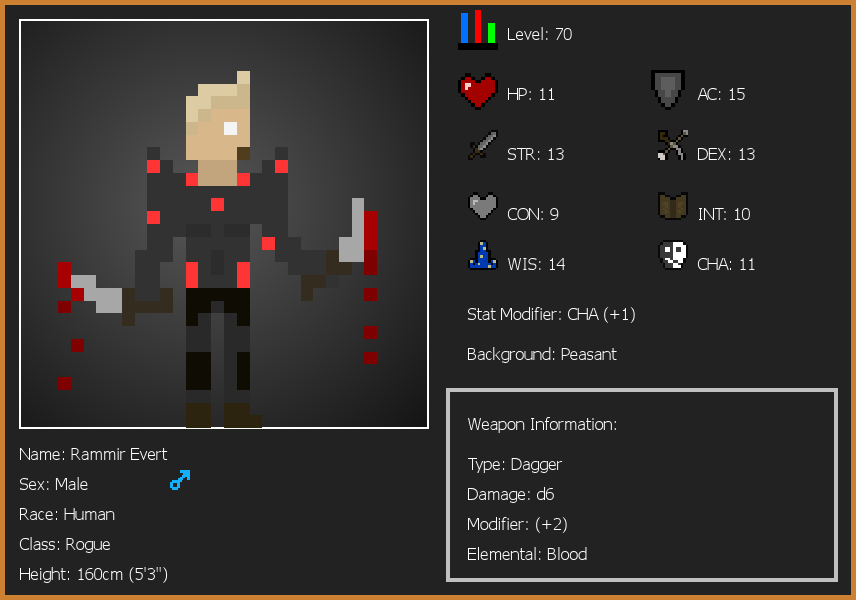 Level: 70
HP: 11
AC: 15
STR: 13
DEX: 13
CON: 9
INT: 10
WIS: 14
CHA: 11
Stat Modifier: CHA (+1)
Background: Peasant
Weapon Information:
Type: Dagger
Damage: d6
Modifier: (+2)
Elemental: Blood
Name: Rammir Evert
Sex: Male
Race: Human
Class: Rogue
Height: 160cm (5'3")